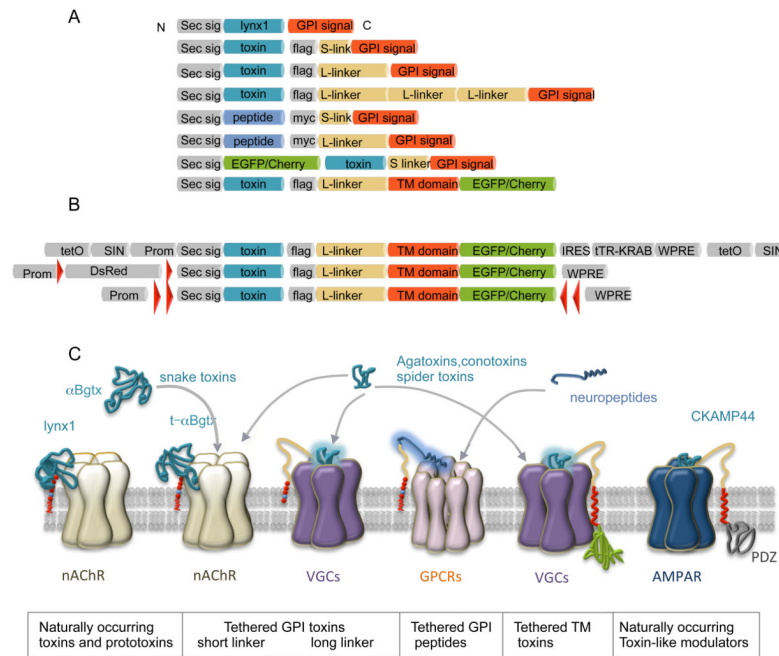 A
N Sec sig lynx1 GPI signal C
Sec sig toxin flag S-link GPI signal
Sec sig toxin flag L-linker GPI signal
Sec sig toxin flag L-linker L-linker L-linker GPI signal
Sec sig peptide myc S-link GPI signal
Sec sig peptide myc L-linker GPI signal
Sec sig EGFP/Cherry toxin S linker GPI signal
Sec sig toxin flag L-linker TM domain EGFP/Cherry
B
tetO SIN Prom Sec sig toxin flag L-linker TM domain EGFP/Cherry IRES tTR-KRAB WPRE tetO SIN
Prom DsRed Sec sig toxin flag L-linker TM domain EGFP/Cherry WPRE
Prom Sec sig toxin flag L-linker TM domain EGFP/Cherry WPRE
C
αBgtx
snake toxins
Agatoxins,conotoxins
spider toxins
neuropeptides
lynx1
t-αBgtx
CKAMP44
PDZ
nAChR nAChR VGCs GPCRs VGCs AMPAR
Naturally occurring
toxins and prototoxins
Tethered GPI toxins
short linker long linker
Tethered GPI
peptides
Tethered TM
toxins
Naturally occurring
Toxin-like modulators